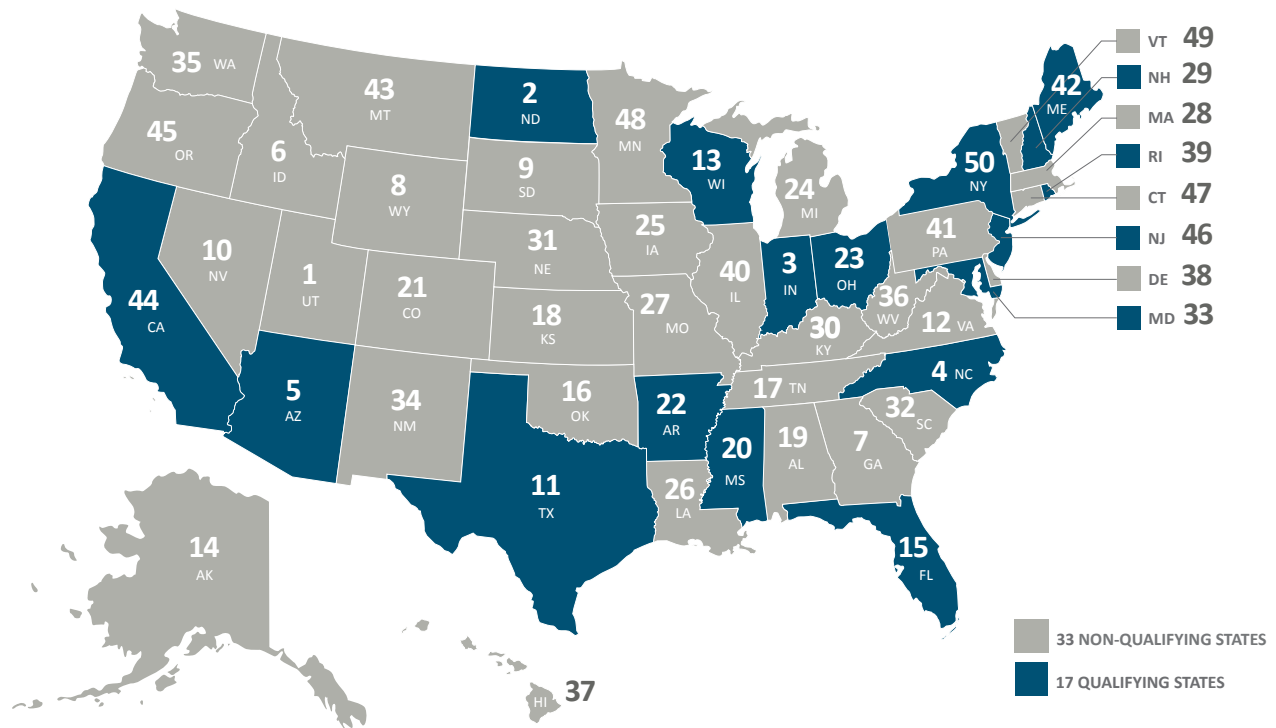 VT 49
35 WA
NH 29
43
MT
2
ND
42
ME
48
MN
MA 28
45 OR
6
ID
13
WI
RI 39
9
SD
50
NY
8
WY
24
MI
CT 47
25
IA
41
PA
NJ 46
10
NV
31
NE
1
UT
21
CO
40
IL
3
IN
23
OH
DE 38
44
CA
36
WV
27
MO
MD 33
18
KS
30
KY
12 VA
4 NC
5
AZ
34
NM
16
OK
17 TN
22
AR
32
SC
20
MS
19
AL
7
GA
11
TX
26
LA
14
AK
15
FL
33 NON-QUALIFYING STATES
17 QUALIFYING STATES
HI 37